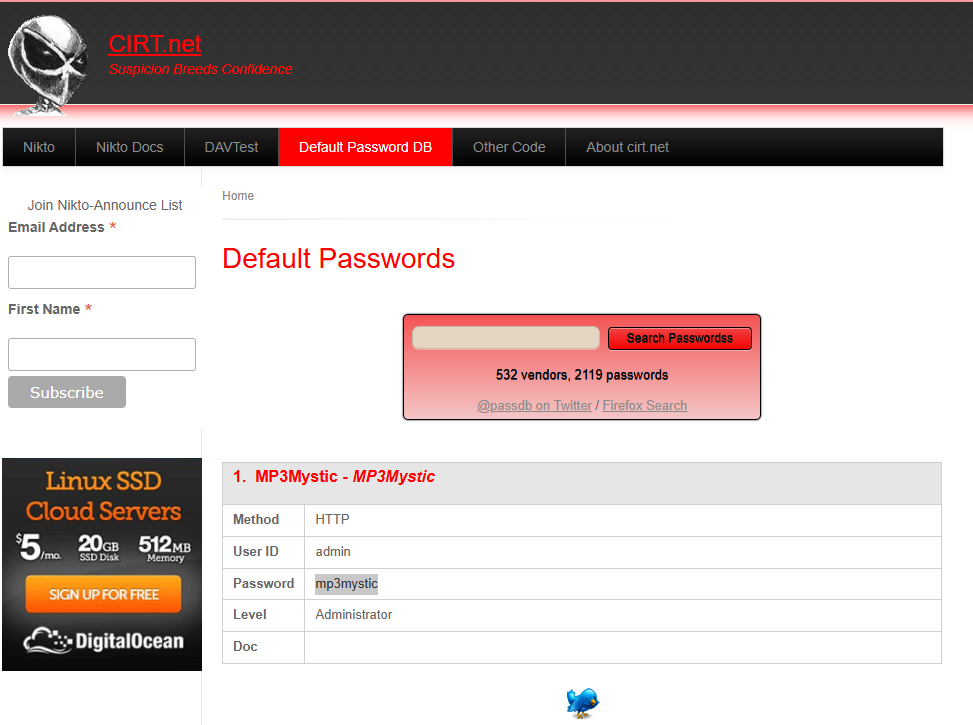 CIRT.net
Suspicion Breeds Confidence
Nikto Nikto Docs DAVTest Default Password DB Other Code About cirt.net
Join Nikto-Announce List
Email Address *
First Name *
Subscribe
Linux SSD
Cloud Servers
$5/mo. 20GB SSD Disk 512MB Memory
SIGN UP FOR FREE
DigitalOcean
Home
Default Passwords
Search Passwordss
532 vendors, 2119 passwords
@passdb on Twitter / Firefox Search
1. MP3Mystic - MP3Mystic
Method HTTP
User ID admin
Password mp3mystic
Level Administrator
Doc